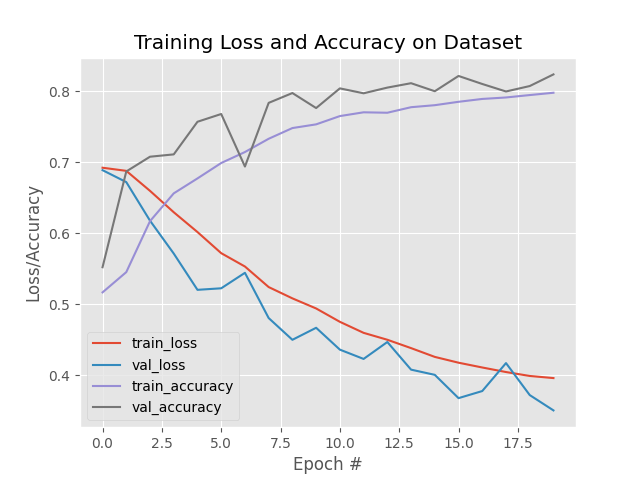 Training Loss and Accuracy on Dataset
Loss/Accuracy
0.8
0.7
0.6
0.5
0.4
train_loss
val_loss
train_accuracy
val_accuracy
0.0 2.5 5.0 7.5 10.0 12.5 15.0 17.5
Epoch #